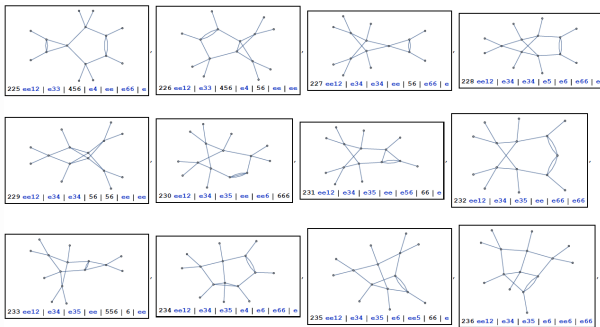 225 ee12 | e33 | 456 | e4 | ee | e66 | e
226 ee12 | e33 | 456 | e4 | 56 | ee | ee
227 ee12 | e34 | e34 | ee | 56 | e66 | e
228 ee12 | e34 | e34 | e5 | e6 | e66 | e
229 ee12 | e34 | e34 | 56 | 56 | ee | ee
230 ee12 | e34 | e35 | ee | ee6 | 666
231 ee12 | e34 | e35 | ee | e56 | 66 | e
232 ee12 | e34 | e35 | ee | e66 | e66
233 ee12 | e34 | e35 | ee | 556 | 6 | ee
234 ee12 | e34 | e35 | e4 | e6 | e66 | e
235 ee12 | e34 | e35 | e6 | ee5 | 66 | e
236 ee12 | e34 | e35 | e6 | ee6 | e66 | e